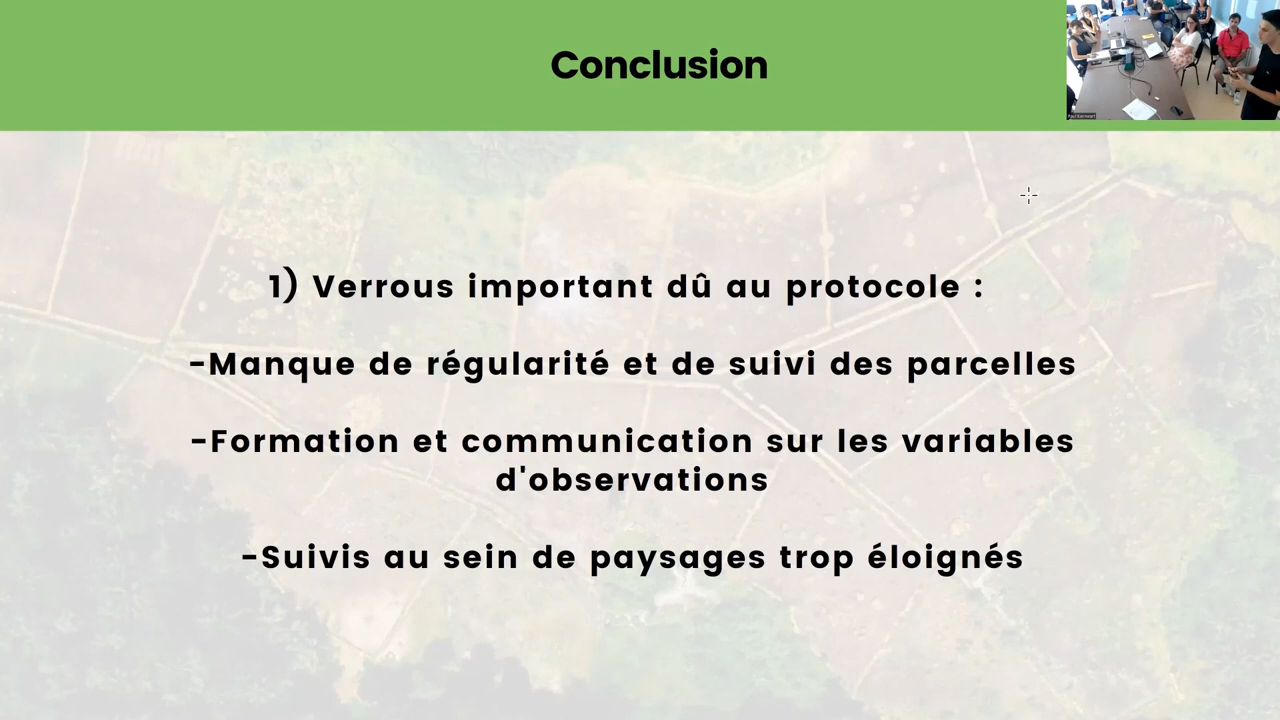 Conclusion
1) Verrous important dû au protocole :
-Manque de régularité et de suivi des parcelles
-Formation et communication sur les variables
d'observations
-Suivis au sein de paysages trop éloignés